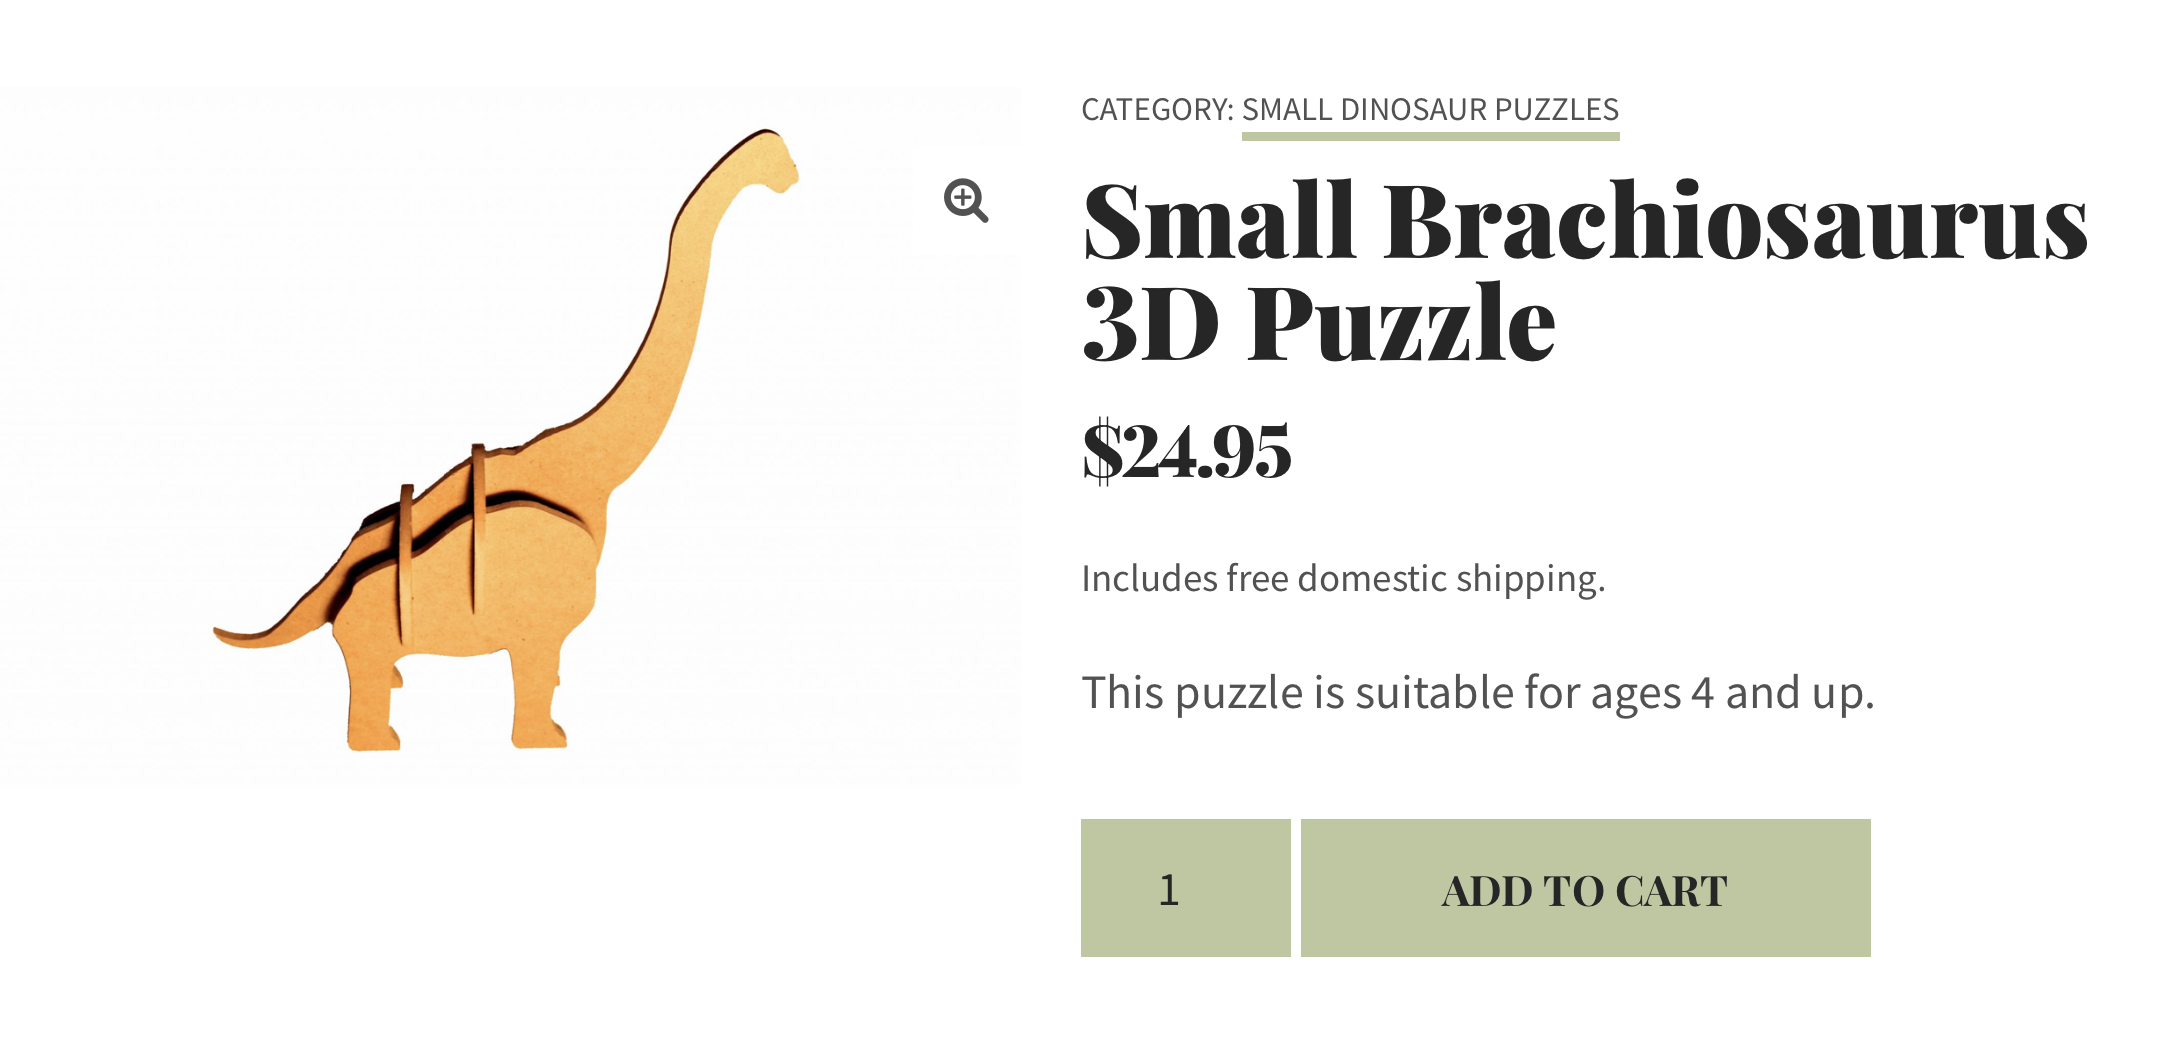 CATEGORY: SMALL DINOSAUR PUZZLES
Small Brachiosaurus
3D Puzzle
$24.95
Includes free domestic shipping.
This puzzle is suitable for ages 4 and up.
1
ADD TO CART